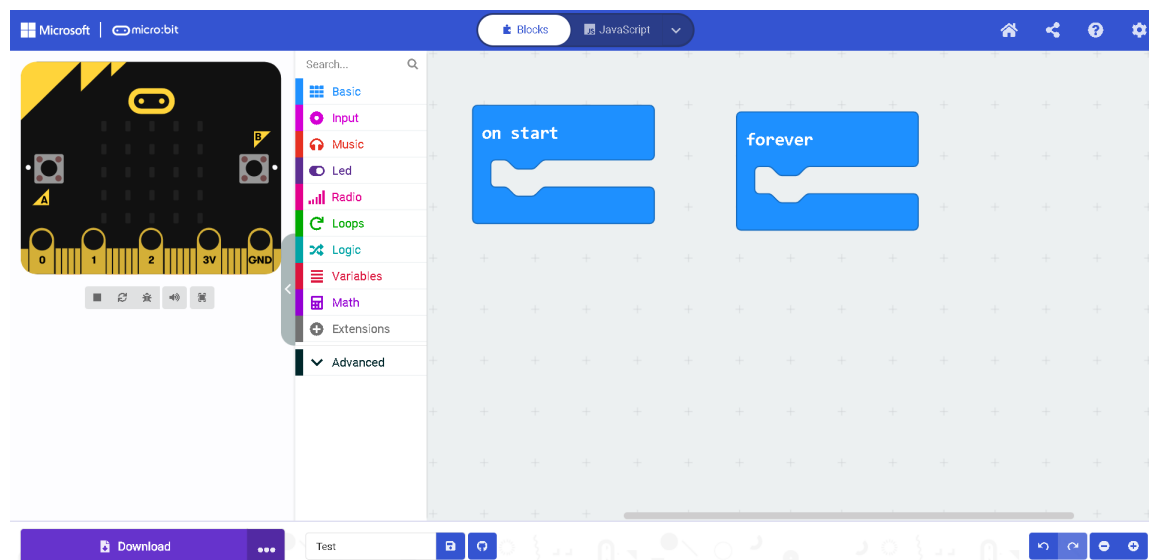 Microsoft micro:bit
Blocks JavaScript
Search...
Basic
Input
Music
Led
Radio
Loops
Logic
Variables
Math
Extensions
Advanced
on start
forever
A
B
0 1 2 3V GND
Download
Test